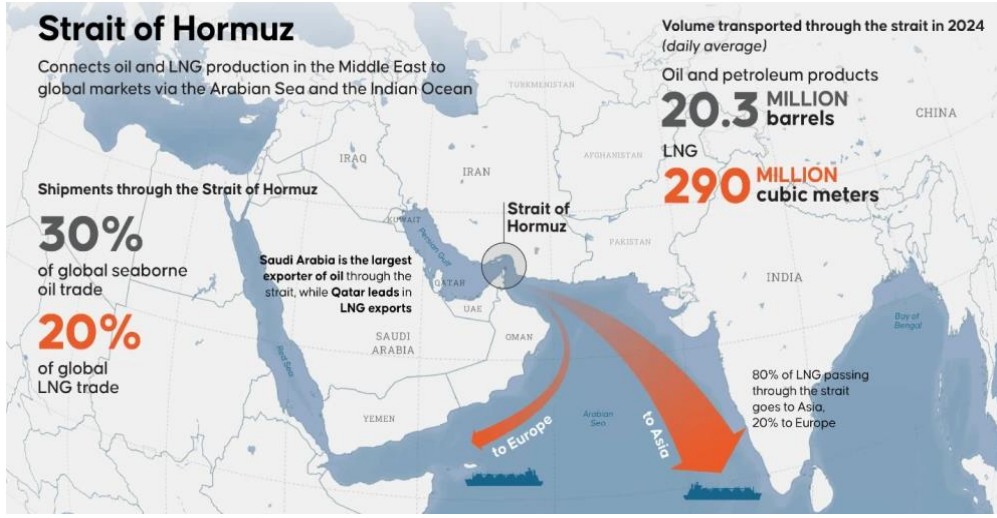 Strait of Hormuz
Connects oil and LNG production in the Middle East to
global markets via the Arabian Sea and the Indian Ocean
Volume transported through the strait in 2024
(daily average)
Oil and petroleum products
20.3 MILLION
barrels
LNG
290 MILLION
cubic meters
Shipments through the Strait of Hormuz
30%
of global seaborne
oil trade
20%
of global
LNG trade
Saudi Arabia is the largest
exporter of oil through the
strait, while Qatar leads in
LNG exports
Strait of
Hormuz
80% of LNG passing
through the strait
goes to Asia,
20% to Europe
to Europe
to Asia
TURKMENISTAN
CHINA
IRAQ
IRAN
AFGHANISTAN
KUWAIT
Persian Gulf
PAKISTAN
QATAR
UAE
INDIA
SAUDI
ARABIA
OMAN
Red Sea
YEMEN
Arabian
Sea
Bay of
Bengal